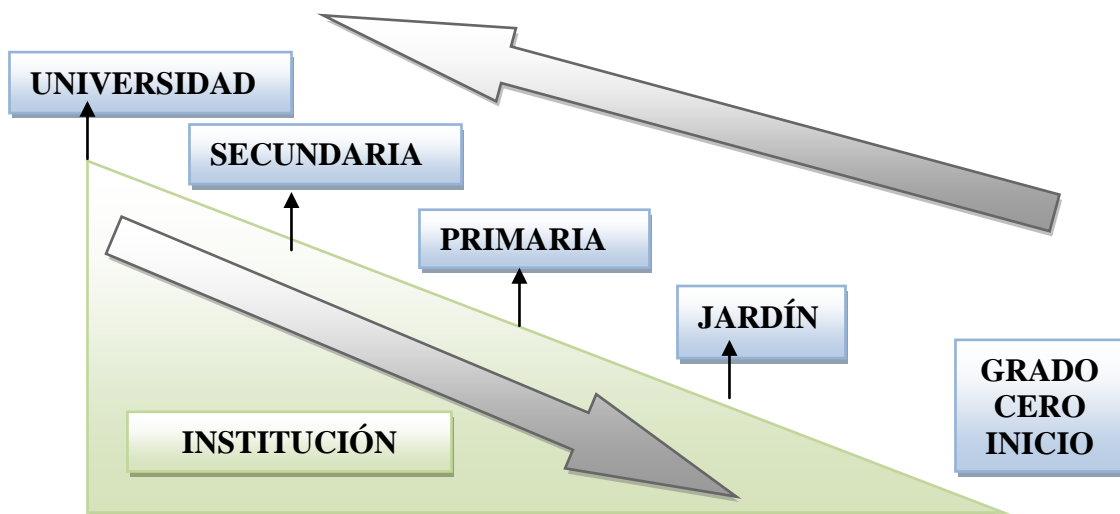 UNIVERSIDAD
SECUNDARIA
PRIMARIA
JARDÍN
GRADO
CERO
INICIO
INSTITUCIÓN